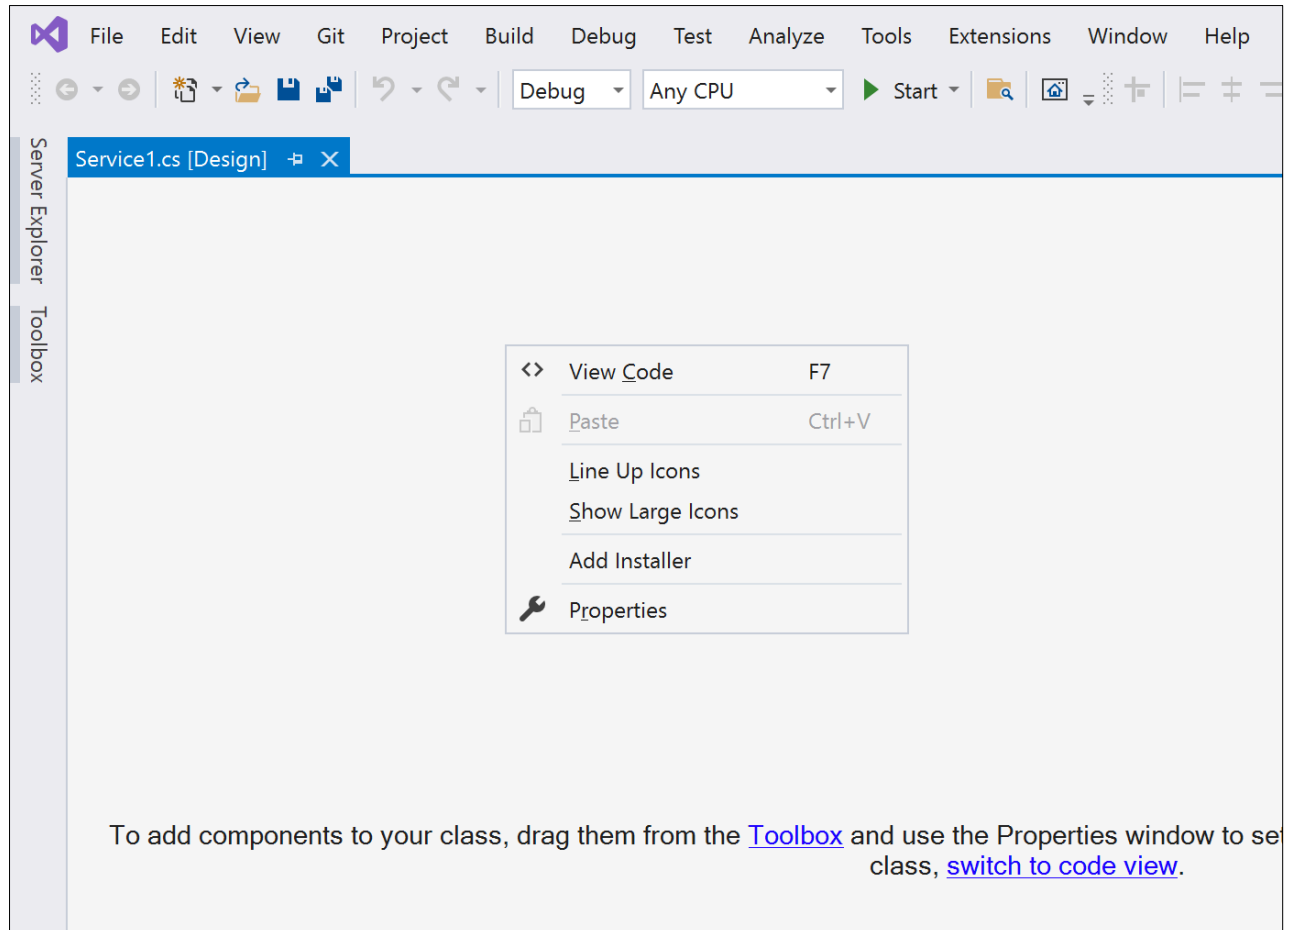 File Edit View Git Project Build Debug Test Analyze Tools Extensions Window Help
Debug Any CPU Start
Server Explorer
Toolbox
Service1.cs [Design]
View Code F7
Paste Ctrl+V
Line Up Icons
Show Large Icons
Add Installer
Properties
To add components to your class, drag them from the Toolbox and use the Properties window to set
class, switch to code view.